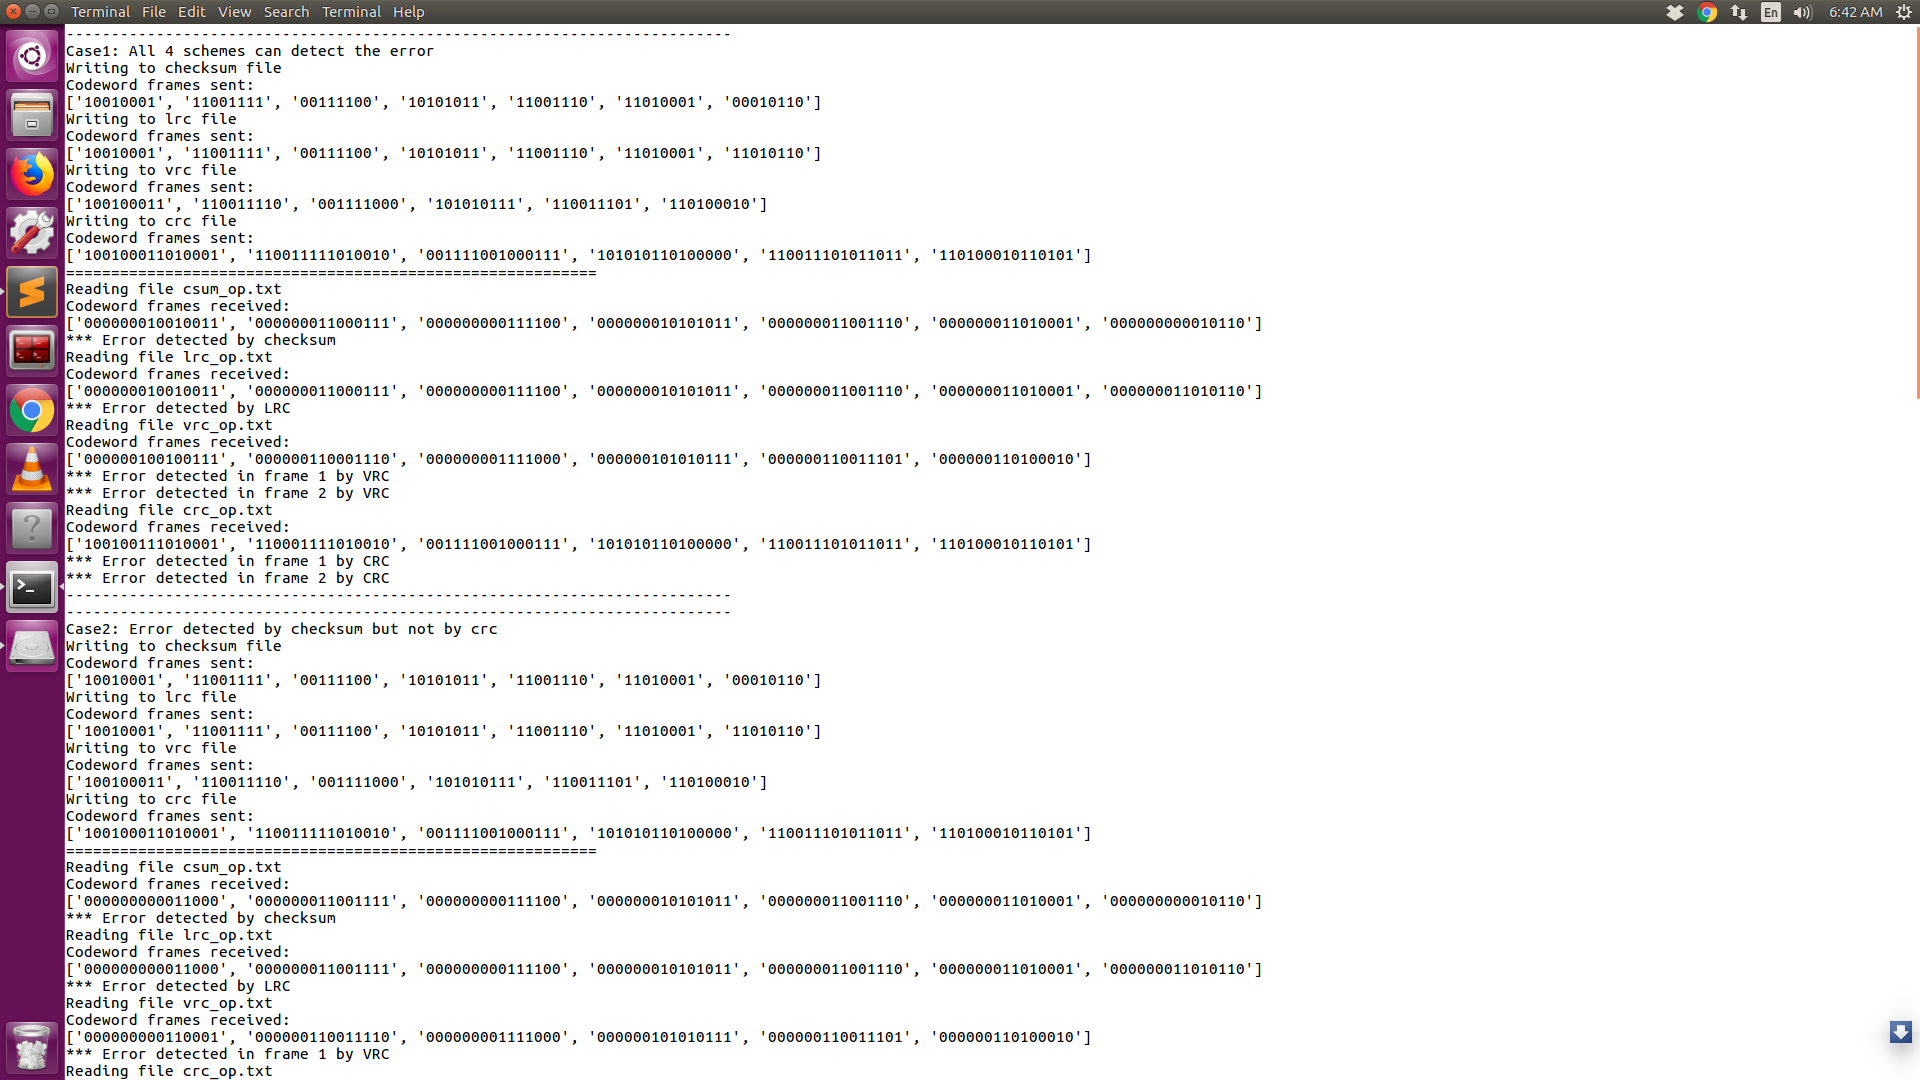 Terminal File Edit View Search Terminal Help En 6:42 AM
--------------------------------------------------------------------------
Case1: All 4 schemes can detect the error
Writing to checksum file
Codeword frames sent:
['10010001', '11001111', '00111100', '10101011', '11001110', '11010001', '00010110']
Writing to lrc file
Codeword frames sent:
['10010001', '11001111', '00111100', '10101011', '11001110', '11010001', '11010110']
Writing to vrc file
Codeword frames sent:
['100100011', '110011110', '001111000', '101010111', '110011101', '110100010']
Writing to crc file
Codeword frames sent:
['100100011010001', '110011111010010', '001111001000111', '101010110100000', '110011101011011', '110100010110101']
===========================================================
Reading file csum_op.txt
Codeword frames received:
['000000010010011', '000000011000111', '000000000111100', '000000010101011', '000000011001110', '000000011010001', '000000000010110']
*** Error detected by checksum
Reading file lrc_op.txt
Codeword frames received:
['000000010010011', '000000011000111', '000000000111100', '000000010101011', '000000011001110', '000000011010001', '000000011010110']
*** Error detected by LRC
Reading file vrc_op.txt
Codeword frames received:
['000000100100111', '000000110001110', '000000001111000', '000000101010111', '000000110011101', '000000110100010']
*** Error detected in frame 1 by VRC
*** Error detected in frame 2 by VRC
Reading file crc_op.txt
Codeword frames received:
['100100111010001', '110001111010010', '001111001000111', '101010110100000', '110011101011011', '110100010110101']
*** Error detected in frame 1 by CRC
*** Error detected in frame 2 by CRC
--------------------------------------------------------------------------
--------------------------------------------------------------------------
Case2: Error detected by checksum but not by crc
Writing to checksum file
Codeword frames sent:
['10010001', '11001111', '00111100', '10101011', '11001110', '11010001', '00010110']
Writing to lrc file
Codeword frames sent:
['10010001', '11001111', '00111100', '10101011', '11001110', '11010001', '11010110']
Writing to vrc file
Codeword frames sent:
['100100011', '110011110', '001111000', '101010111', '110011101', '110100010']
Writing to crc file
Codeword frames sent:
['100100011010001', '110011111010010', '001111001000111', '101010110100000', '110011101011011', '110100010110101']
===========================================================
Reading file csum_op.txt
Codeword frames received:
['000000000011000', '000000011001111', '000000000111100', '000000010101011', '000000011001110', '000000011010001', '000000000010110']
*** Error detected by checksum
Reading file lrc_op.txt
Codeword frames received:
['000000000011000', '000000011001111', '000000000111100', '000000010101011', '000000011001110', '000000011010001', '000000011010110']
*** Error detected by LRC
Reading file vrc_op.txt
Codeword frames received:
['000000000110001', '000000110011110', '000000001111000', '000000101010111', '000000110011101', '000000110100010']
*** Error detected in frame 1 by VRC
Reading file crc_op.txt